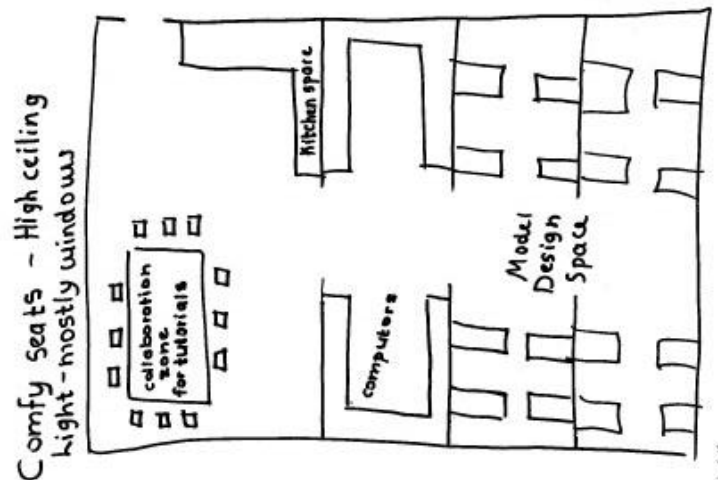 Comfy seats - High ceiling
Light-mostly windows
collaboration
zone
for tutorials
Kitchen space
computers
Model
Design
Space